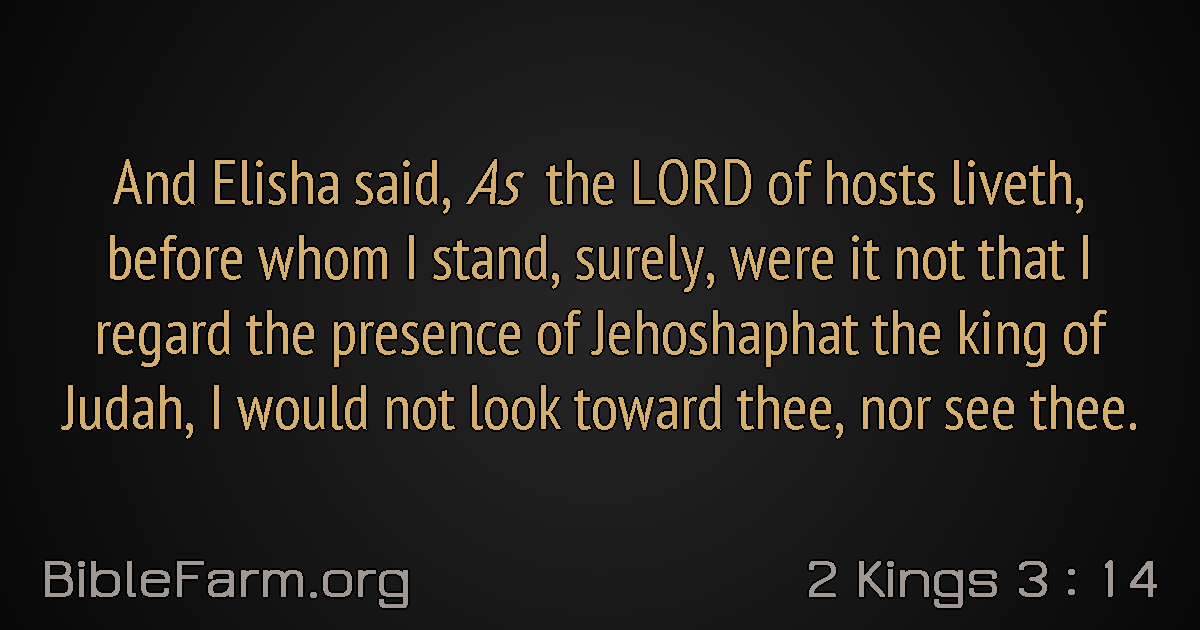 And Elisha said, As the LORD of hosts liveth,
before whom I stand, surely, were it not that I
regard the presence of Jehoshaphat the king of
Judah, I would not look toward thee, nor see thee.
BibleFarm.org
2 Kings 3 : 14